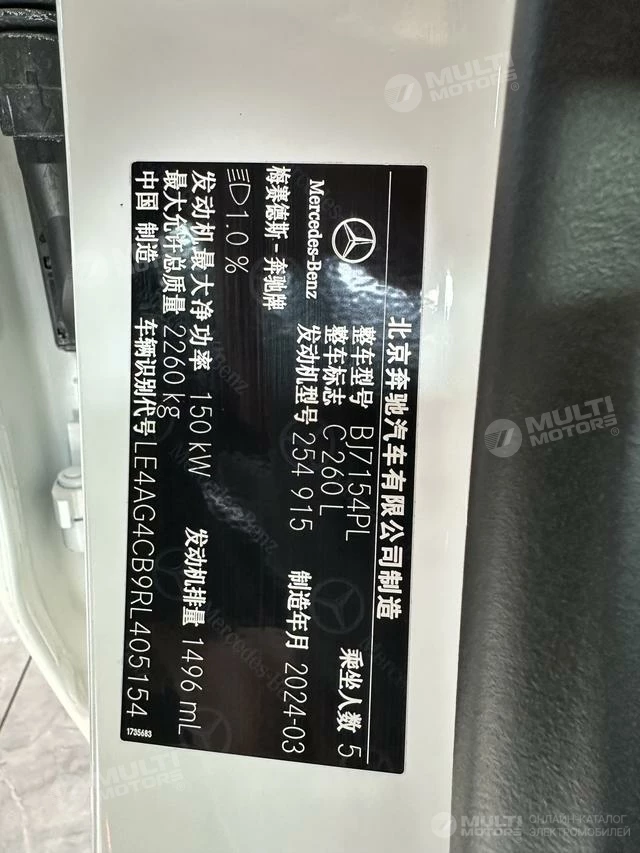 北京奔驰汽车有限公司制造
Mercedes-Benz
梅赛德斯-奔驰牌
整车型号 BJ7154PL
整车标志 C 260 L
乘坐人数 5
发动机型号 254 915
制造年月 2024-03
1.0 %
发动机最大净功率 150 kW
发动机排量 1496 mL
最大允许总质量 2260 kg
中国 制造
车辆识别代号 LE4AG4CB9RL405154
1735683
Mercedes-Benz
MULTI MOTORS®
MULTI MOTORS®
MULTI MOTORS
MULTI MOTORS
ОНЛАЙН-КАТАЛОГ
ЭЛЕКТРОМОБИЛЕЙ